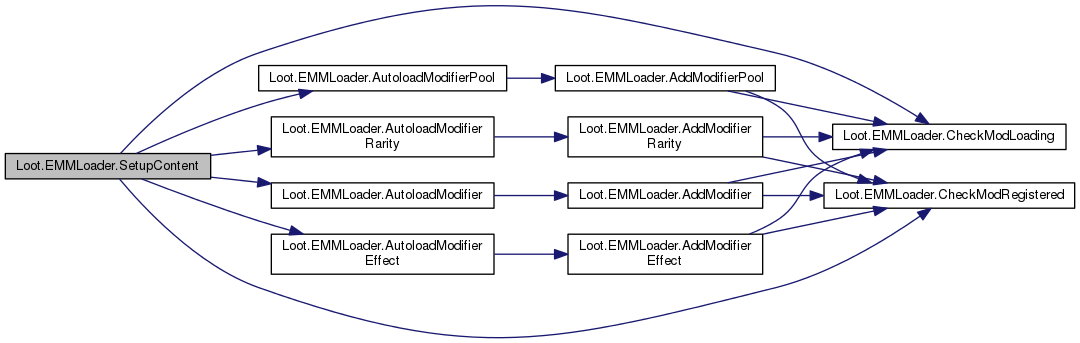 Loot.EMMLoader.SetupContent
Loot.EMMLoader.AutoloadModifierPool
Loot.EMMLoader.AddModifierPool
Loot.EMMLoader.AutoloadModifier
Rarity
Loot.EMMLoader.AddModifier
Rarity
Loot.EMMLoader.CheckModLoading
Loot.EMMLoader.AutoloadModifier
Loot.EMMLoader.AddModifier
Loot.EMMLoader.CheckModRegistered
Loot.EMMLoader.AutoloadModifier
Effect
Loot.EMMLoader.AddModifier
Effect